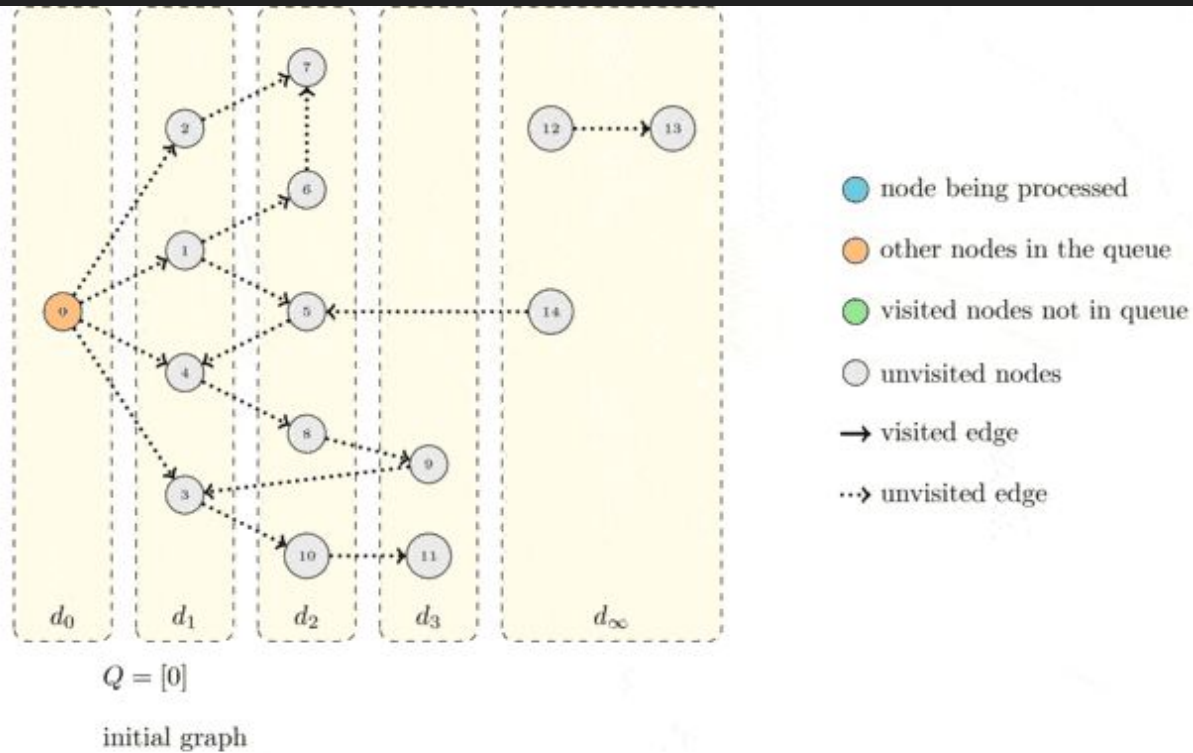 7
2
12
13
6
1
0
5
14
4
8
9
3
10
11
d₀
d₁
d₂
d₃
d∞
node being processed
other nodes in the queue
visited nodes not in queue
unvisited nodes
visited edge
unvisited edge
Q = [0]
initial graph